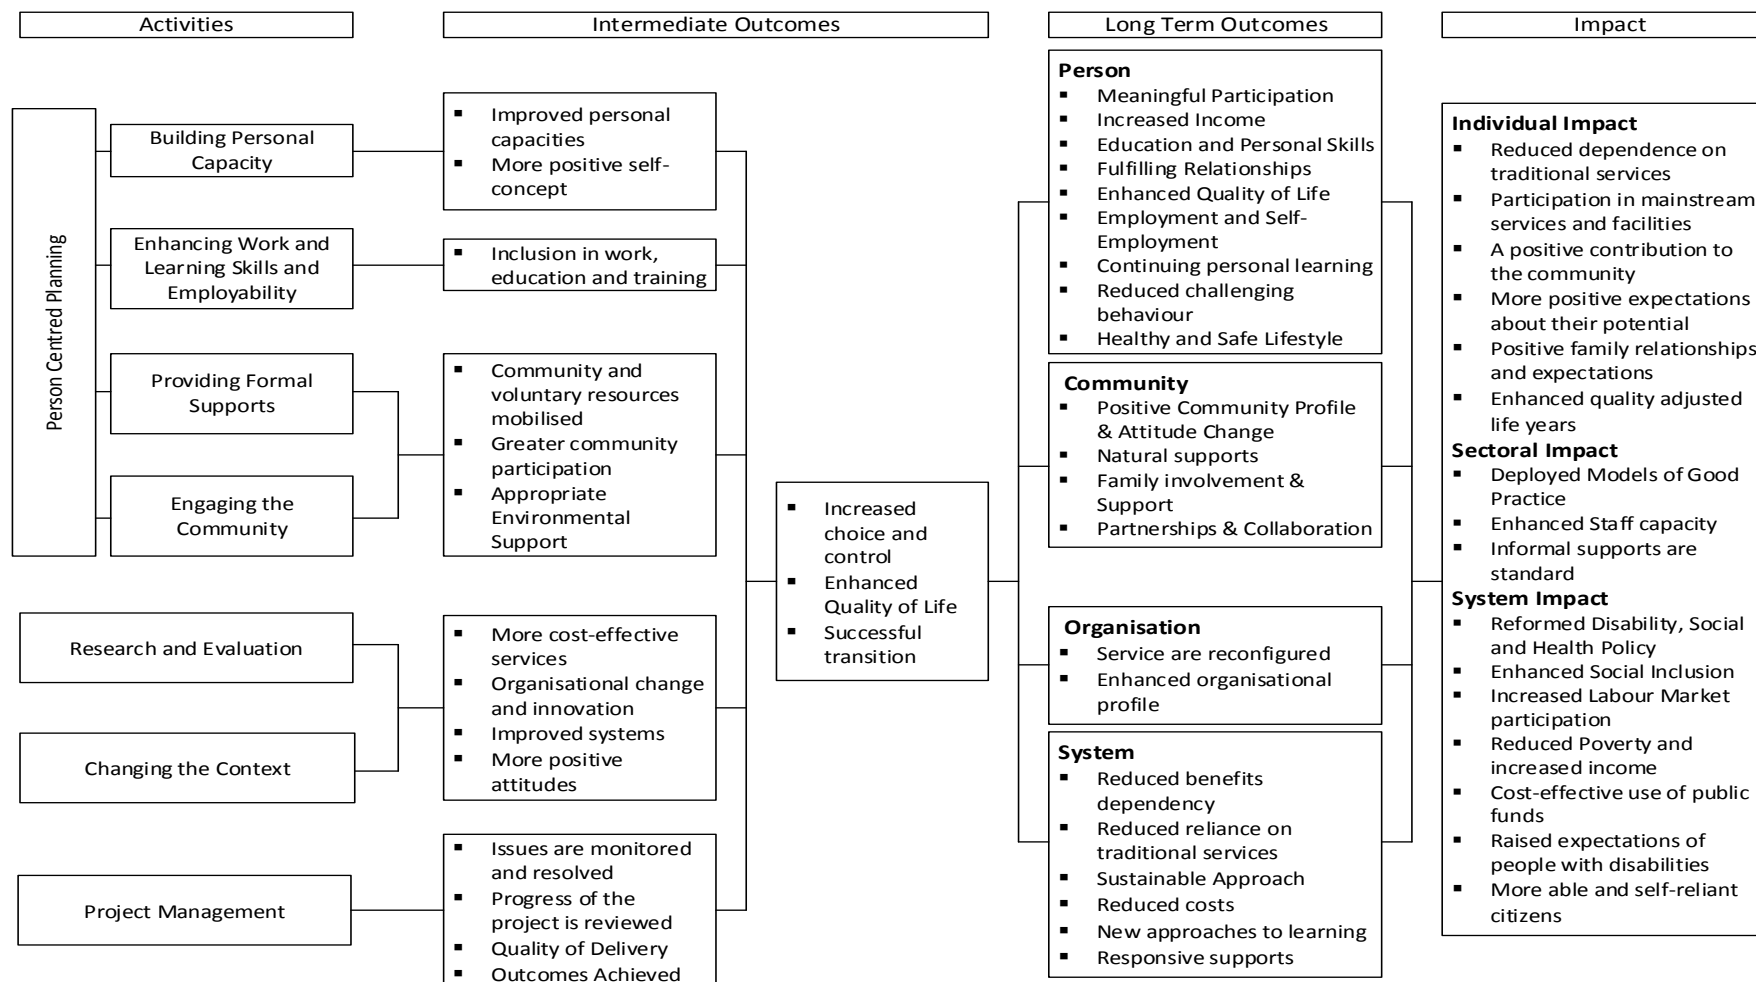 Activities
Intermediate Outcomes
Long Term Outcomes
Impact
Person Centred Planning
Building Personal
Capacity
Enhancing Work and
Learning Skills and
Employability
Providing Formal
Supports
Engaging the
Community
Research and Evaluation
Changing the Context
Project Management
▪ Improved personal
capacities
▪ More positive self-
concept
▪ Inclusion in work,
education and training
▪ Community and
voluntary resources
mobilised
▪ Greater community
participation
▪ Appropriate
Environmental
Support
▪ More cost-effective
services
▪ Organisational change
and innovation
▪ Improved systems
▪ More positive
attitudes
▪ Issues are monitored
and resolved
▪ Progress of the
project is reviewed
▪ Quality of Delivery
▪ Outcomes Achieved
▪ Increased
choice and
control
▪ Enhanced
Quality of Life
▪ Successful
transition
Person
▪ Meaningful Participation
▪ Increased Income
▪ Education and Personal Skills
▪ Fulfilling Relationships
▪ Enhanced Quality of Life
▪ Employment and Self-
Employment
▪ Continuing personal learning
▪ Reduced challenging
behaviour
▪ Healthy and Safe Lifestyle
Community
▪ Positive Community Profile
& Attitude Change
▪ Natural supports
▪ Family involvement &
Support
▪ Partnerships & Collaboration
Organisation
▪ Service are reconfigured
▪ Enhanced organisational
profile
System
▪ Reduced benefits
dependency
▪ Reduced reliance on
traditional services
▪ Sustainable Approach
▪ Reduced costs
▪ New approaches to learning
▪ Responsive supports
Individual Impact
▪ Reduced dependence on
traditional services
▪ Participation in mainstream
services and facilities
▪ A positive contribution to
the community
▪ More positive expectations
about their potential
▪ Positive family relationships
and expectations
▪ Enhanced quality adjusted
life years
Sectoral Impact
▪ Deployed Models of Good
Practice
▪ Enhanced Staff capacity
▪ Informal supports are
standard
System Impact
▪ Reformed Disability, Social
and Health Policy
▪ Enhanced Social Inclusion
▪ Increased Labour Market
participation
▪ Reduced Poverty and
increased income
▪ Cost-effective use of public
funds
▪ Raised expectations of
people with disabilities
▪ More able and self-reliant
citizens